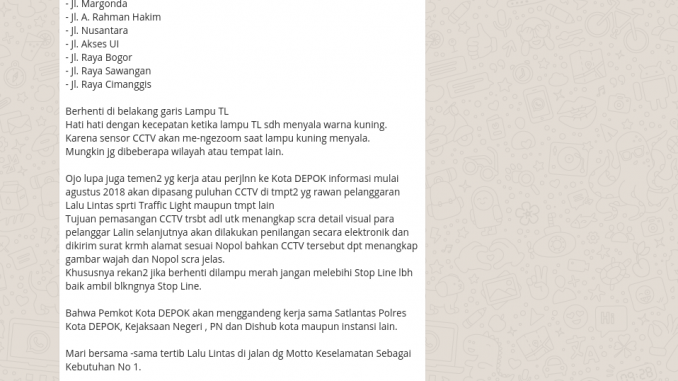 - Jl. Margonda
- Jl. A. Rahman Hakim
- Jl. Nusantara
- Jl. Akses UI
- Jl. Raya Bogor
- Jl. Raya Sawangan
- Jl. Raya Cimanggis
Berhenti di belakang garis Lampu TL
Hati hati dengan kecepatan ketika lampu TL sdh menyala warna kuning.
Karena sensor CCTV akan me-ngezoom saat lampu kuning menyala.
Mungkin jg dibeberapa wilayah atau tempat lain.
Ojo lupa juga temen2 yg kerja atau perjlnn ke Kota DEPOK informasi mulai
agustus 2018 akan dipasang puluhan CCTV di tmpt2 yg rawan pelanggaran
Lalu Lintas sprti Traffic Light maupun tmpt lain
Tujuan pemasangan CCTV trsbt adl utk menangkap scra detail visual para
pelanggar Lalin selanjutnya akan dilakukan penilangan secara elektronik dan
dikirim surat krmh alamat sesuai Nopol bahkan CCTV tersebut dpt menangkap
gambar wajah dan Nopol scra jelas.
Khususnya rekan2 jika berhenti dilampu merah jangan melebihi Stop Line lbh
baik ambil blkngnya Stop Line.
Bahwa Pemkot Kota DEPOK akan menggandeng kerja sama Satlantas Polres
Kota DEPOK, Kejaksaan Negeri , PN dan Dishub kota maupun instansi lain.
Mari bersama -sama tertib Lalu Lintas di jalan dg Motto Keselamatan Sebagai
Kebutuhan No 1.